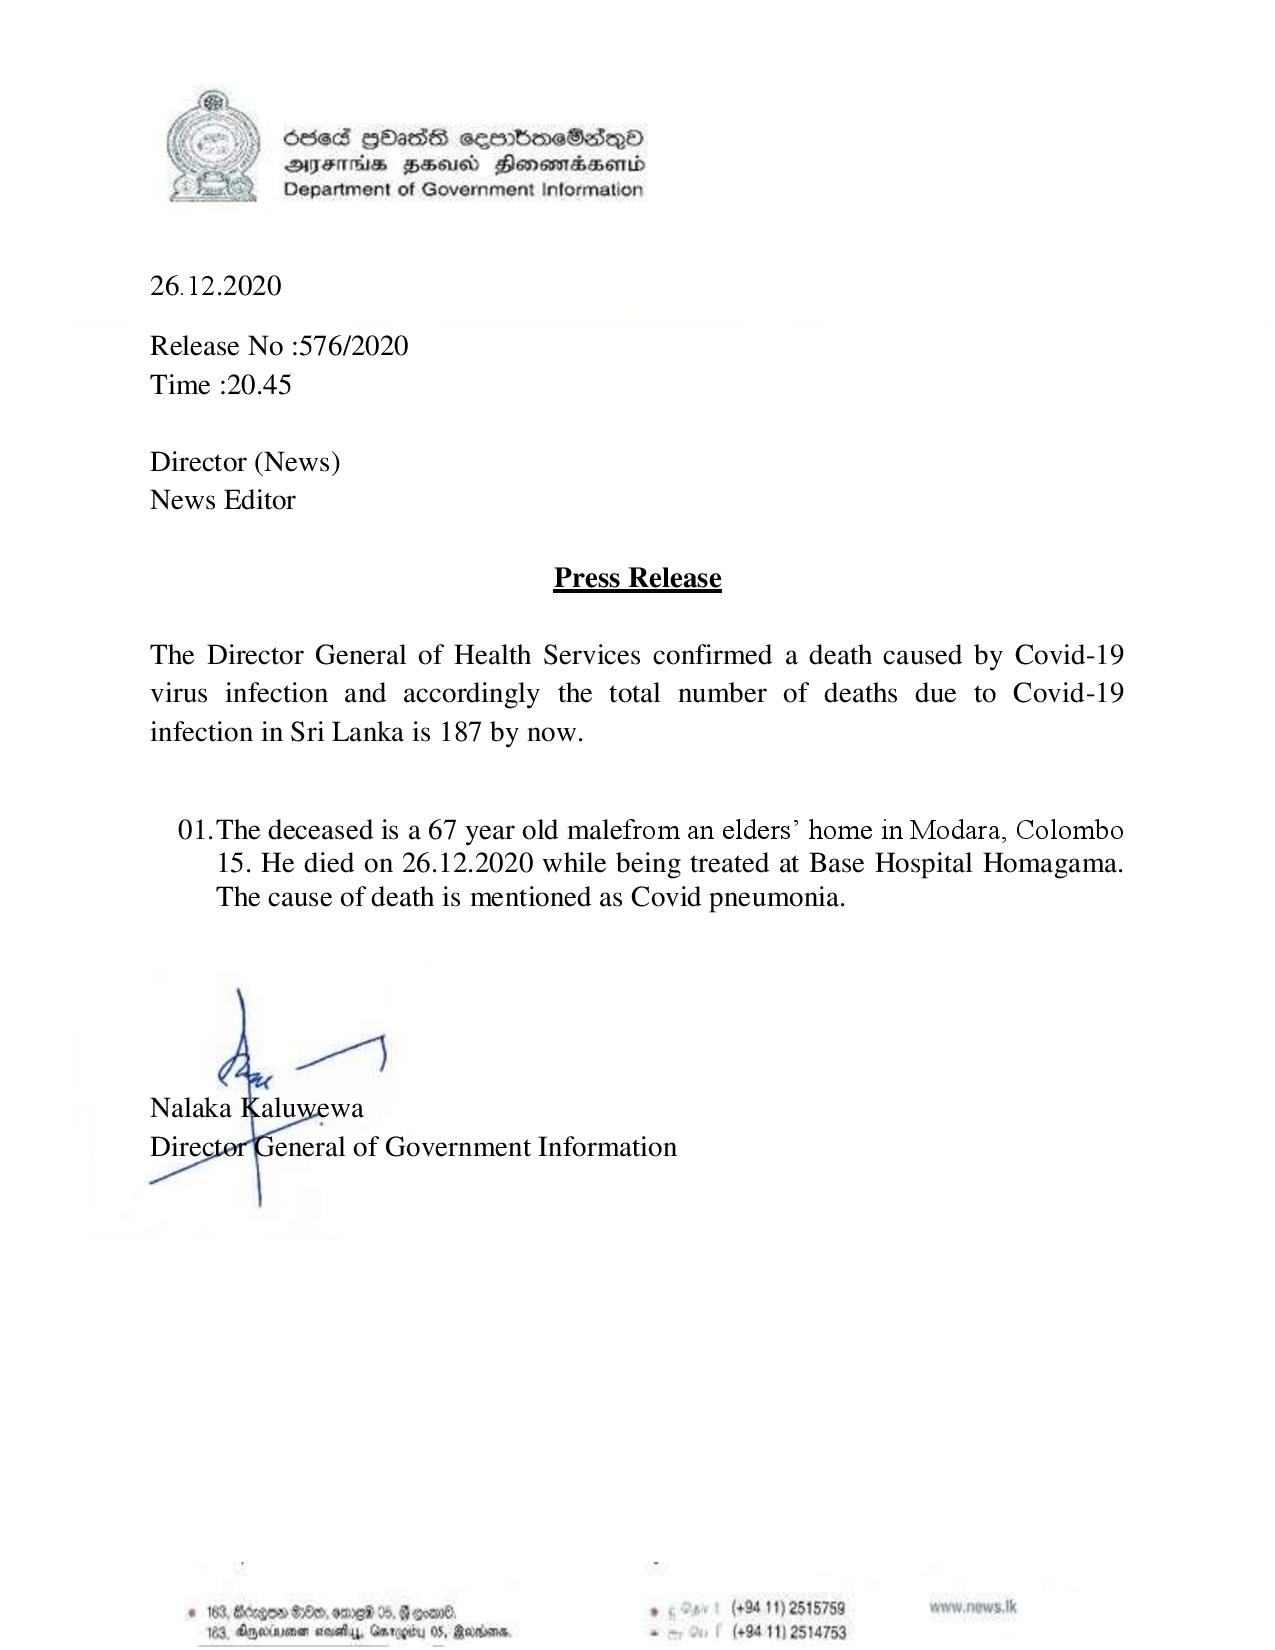 රජයේ ප්‍රවෘත්ති දෙපාර්තමේන්තුව
அரசாங்க தகவல் திணைக்களம்
Department of Government Information
26.12.2020
Release No :576/2020
Time :20.45
Director (News)
News Editor
Press Release
The Director General of Health Services confirmed a death caused by Covid-19
virus infection and accordingly the total number of deaths due to Covid-19
infection in Sri Lanka is 187 by now.
01.The deceased is a 67 year old malefrom an elders’ home in Modara, Colombo
15. He died on 26.12.2020 while being treated at Base Hospital Homagama.
The cause of death is mentioned as Covid pneumonia.
Nalaka Kaluwewa
Director General of Government Information
163, කිරුලපන මාවත, කොළඹ 05, ශ්‍රී ලංකාව.
163, கிருலப்பனை எவனியூ, கொழும்பு 05, இலங்கை.
(+94 11) 2515759
(+94 11) 2514753
www.news.lk